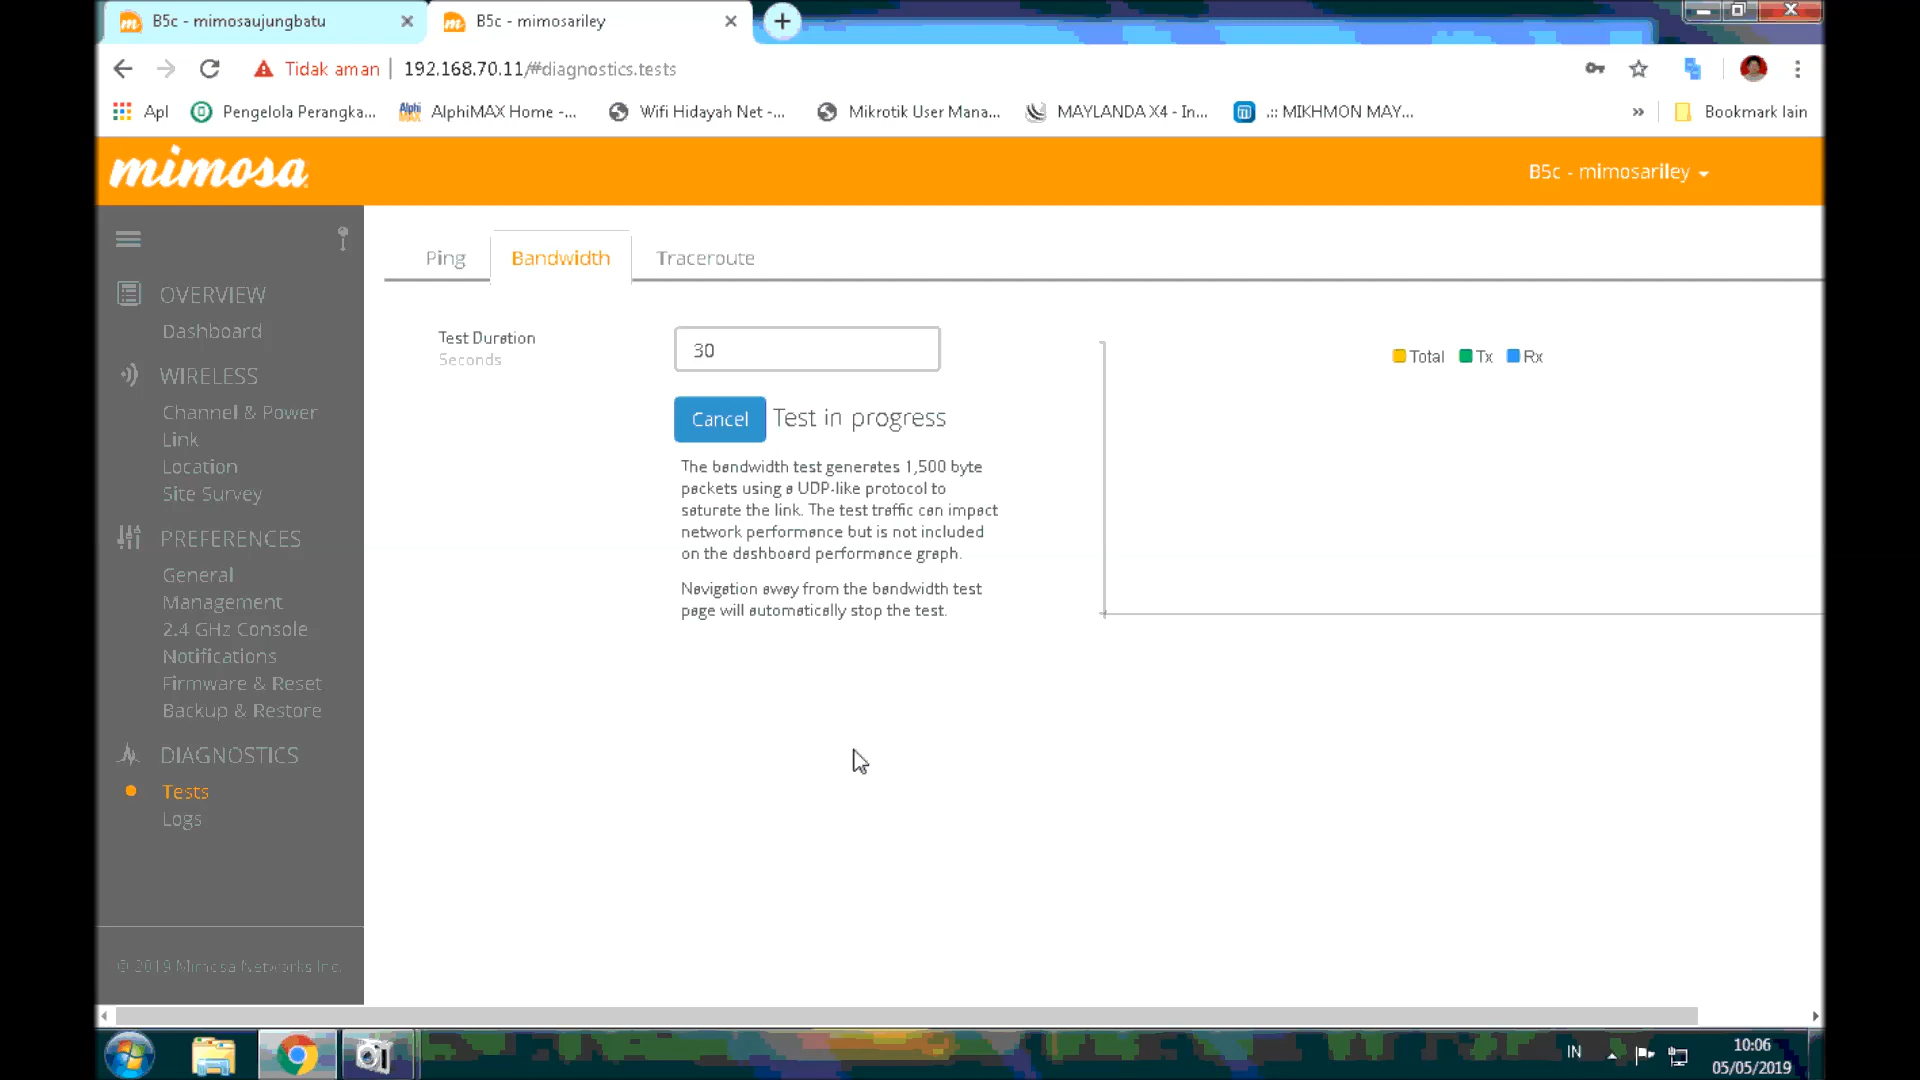 B5c - mimosaujungbatu
B5c - mimosariley
Tidak aman
192.168.70.11/#diagnostics.tests
Apl
Pengelola Perangka...
AlphiMAX Home -...
Wifi Hidayah Net -...
Mikrotik User Mana...
MAYLANDA X4 - In...
.:: MIKHMON MAY...
»
Bookmark lain
mimosa
B5c - mimosariley
OVERVIEW
Dashboard
WIRELESS
Channel & Power
Link
Location
Site Survey
PREFERENCES
General
Management
2.4 GHz Console
Notifications
Firmware & Reset
Backup & Restore
DIAGNOSTICS
Tests
Logs
© 2019 Mimosa Networks Inc.
Ping
Bandwidth
Traceroute
Test Duration
Seconds
30
Cancel
Test in progress
The bandwidth test generates 1,500 byte
packets using a UDP-like protocol to
saturate the link. The test traffic can impact
network performance but is not included
on the dashboard performance graph.
Navigation away from the bandwidth test
page will automatically stop the test.
Total
Tx
Rx
IN
10:06
05/05/2019